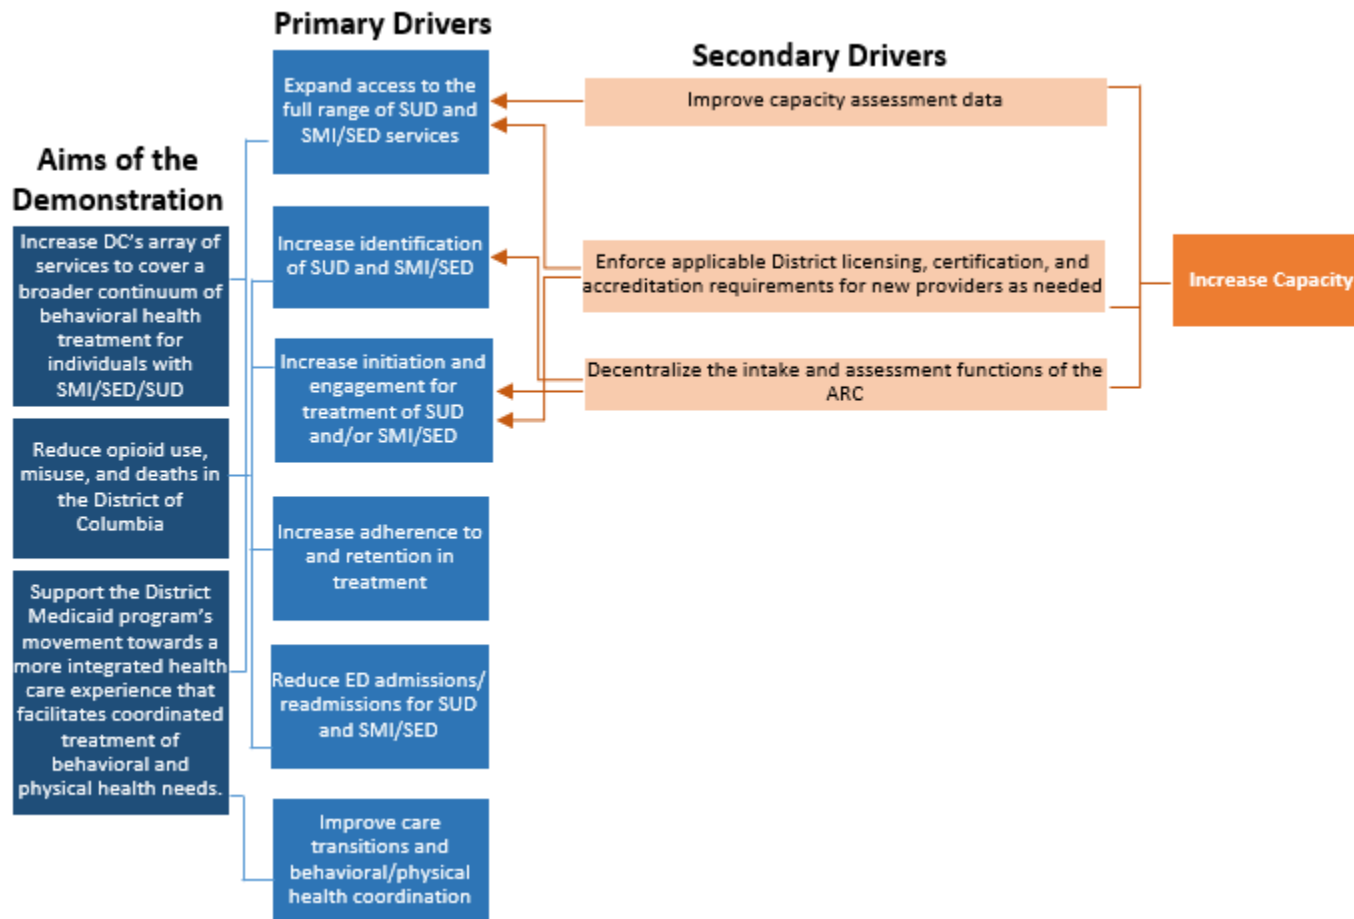 Primary Drivers
Secondary Drivers
Aims of the
Demonstration
Increase DC's array of
services to cover a
broader continuum of
behavioral health
treatment for
individuals with
SMI/SED/SUD
Reduce opioid use,
misuse, and deaths in
the District of
Columbia
Support the District
Medicaid program's
movement towards a
more integrated health
care experience that
facilitates coordinated
treatment of
behavioral and
physical health needs.
Expand access to the
full range of SUD and
SMI/SED services
Increase identification
of SUD and SMI/SED
Increase initiation and
engagement for
treatment of SUD
and/or SMI/SED
Increase adherence to
and retention in
treatment
Reduce ED admissions/
readmissions for SUD
and SMI/SED
Improve care
transitions and
behavioral/physical
health coordination
Improve capacity assessment data
Enforce applicable District licensing, certification, and
accreditation requirements for new providers as needed
Decentralize the intake and assessment functions of the
ARC
Increase Capacity